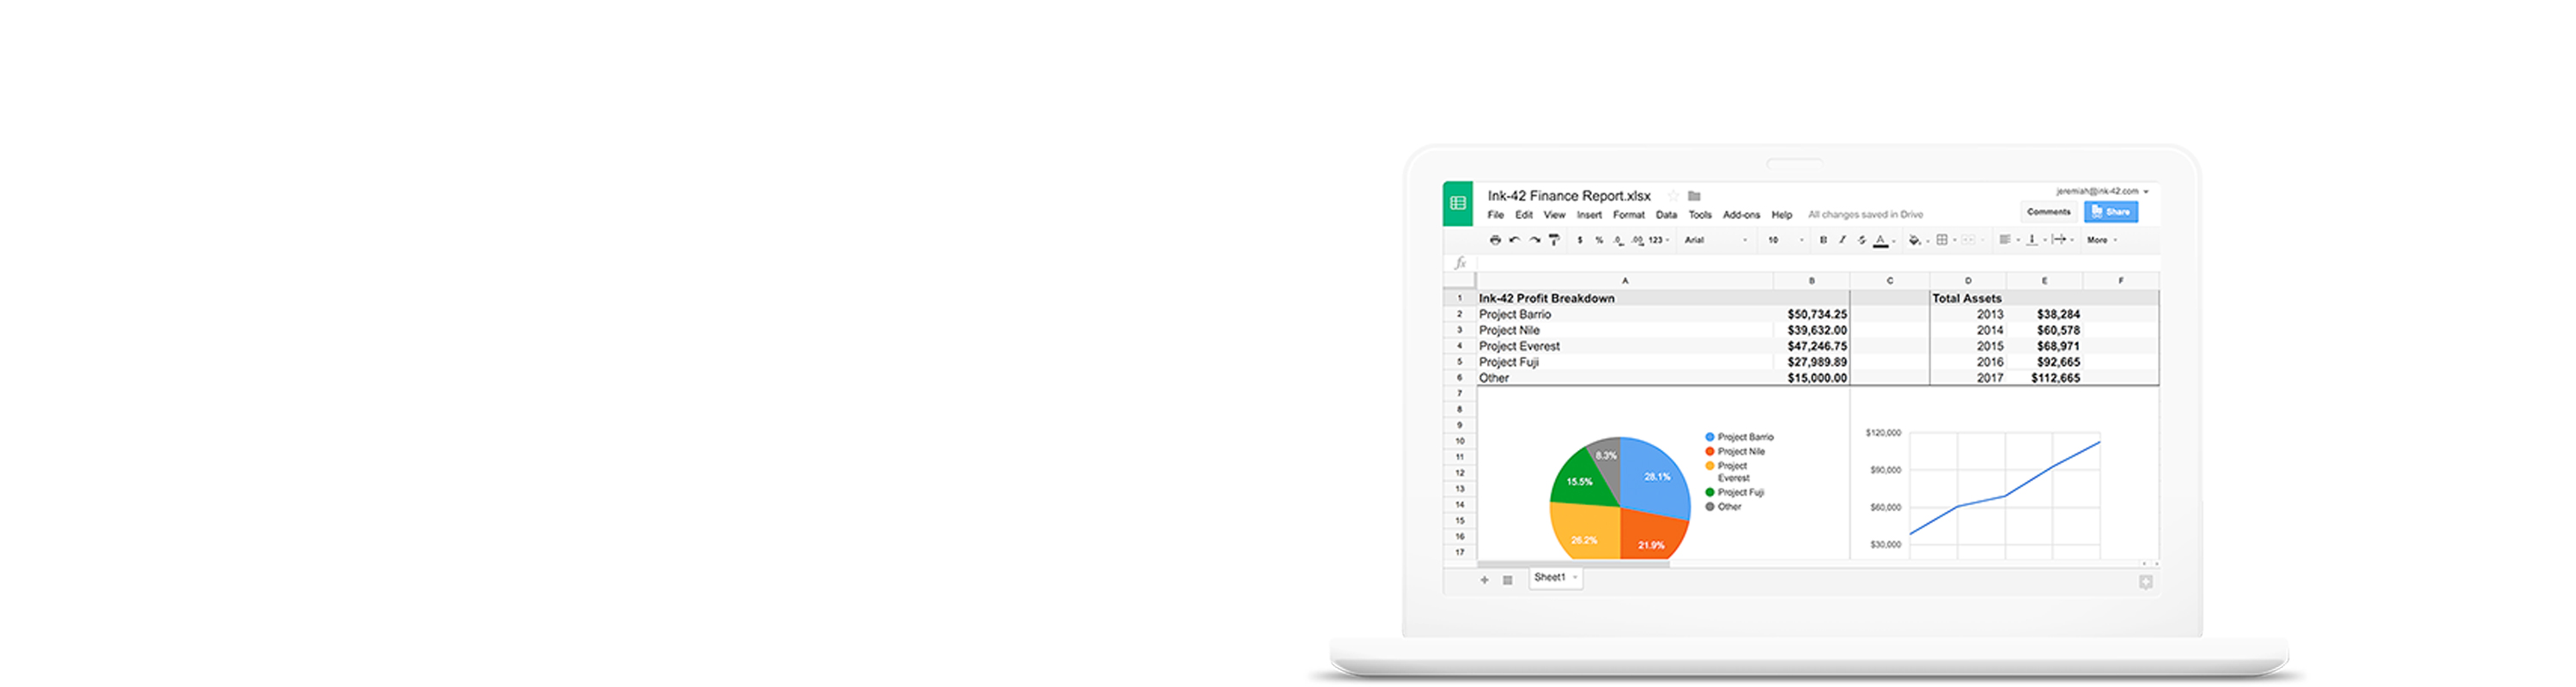 Ink-42 Finance Report.xlsx
jeremiah@ink-42.com
File Edit View Insert Format Data Tools Add-ons Help All changes saved in Drive
Comments Share
$ % .0 .00 123 Arial 10 B I S A More
fx
A B C D E F
1 Ink-42 Profit Breakdown Total Assets
2 Project Barrio $50,734.25 2013 $38,284
3 Project Nile $39,632.00 2014 $60,578
4 Project Everest $47,246.75 2015 $68,971
5 Project Fuji $27,989.89 2016 $92,665
6 Other $15,000.00 2017 $112,665
7
8
9
10
11
12
13
14
15
16
17
8.3%
28.1%
15.5%
26.2%
21.9%
Project Barrio
Project Nile
Project
Everest
Project Fuji
Other
$120,000
$90,000
$60,000
$30,000
Sheet1